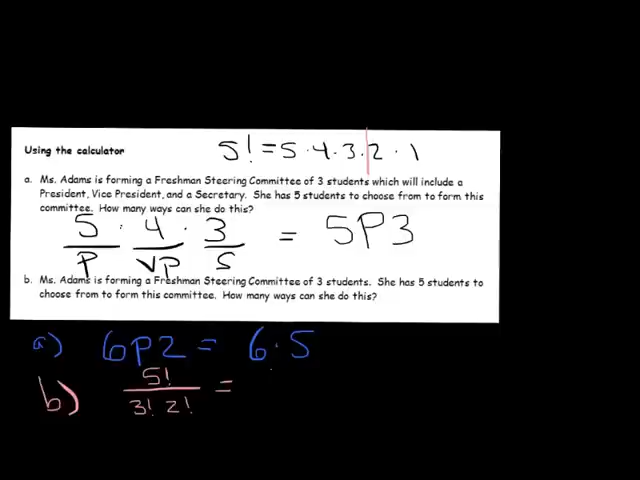 Using the calculator
5! = 5 · 4 · 3 · 2 · 1
a. Ms. Adams is forming a Freshman Steering Committee of 3 students which will include a
President, Vice President, and a Secretary. She has 5 students to choose from to form this
committee. How many ways can she do this?
5 · 4 · 3 = 5P3
P VP S
b. Ms. Adams is forming a Freshman Steering Committee of 3 students. She has 5 students to
choose from to form this committee. How many ways can she do this?
a) 6P2 = 6 · 5
b) 5! / 3! 2! =